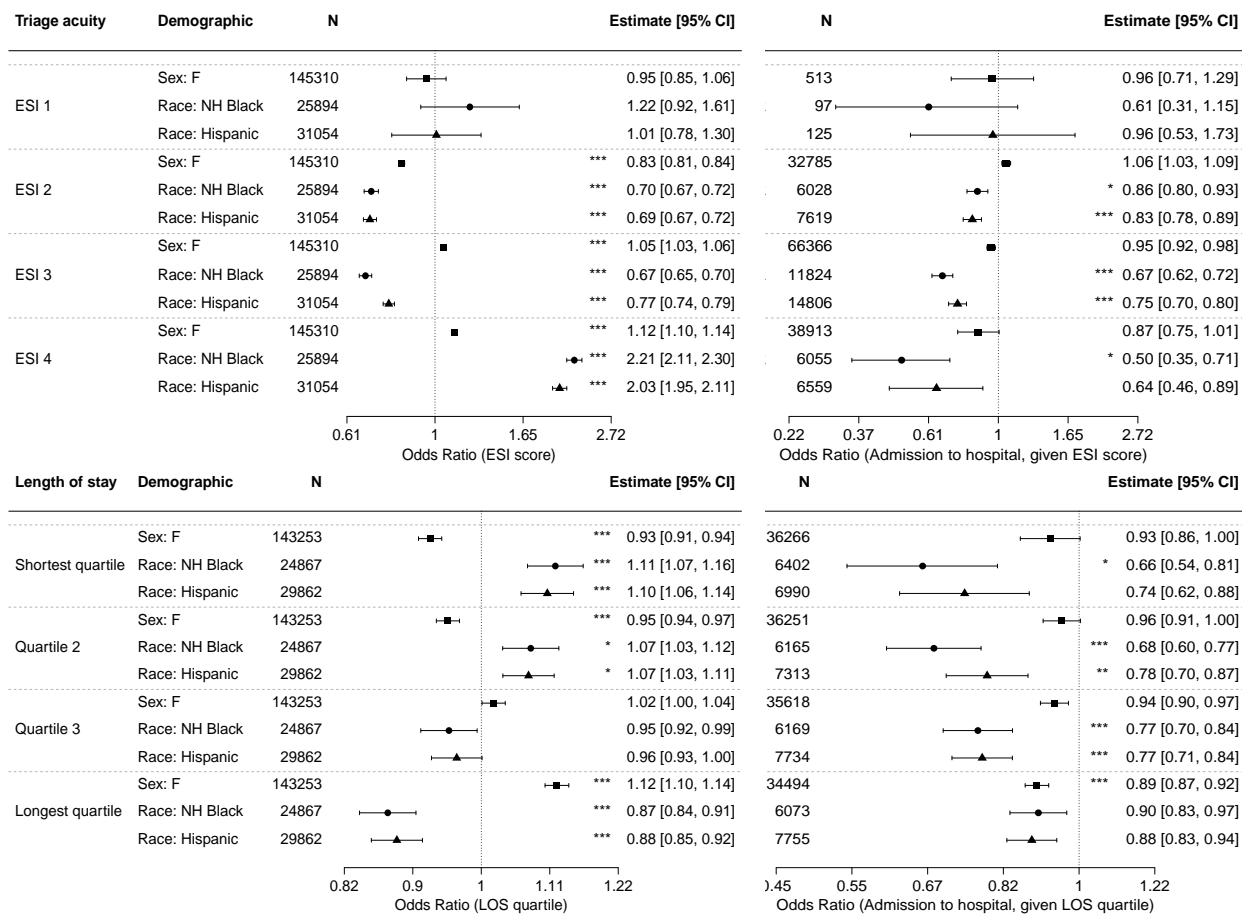 Triage acuity Demographic N Estimate [95% CI] N Estimate [95% CI]
Sex: F 145310 0.95 [0.85, 1.06] 513 0.96 [0.71, 1.29]
ESI 1 Race: NH Black 25894 1.22 [0.92, 1.61] 97 0.61 [0.31, 1.15]
Race: Hispanic 31054 1.01 [0.78, 1.30] 125 0.96 [0.53, 1.73]
Sex: F 145310 *** 0.83 [0.81, 0.84] 32785 1.06 [1.03, 1.09]
ESI 2 Race: NH Black 25894 *** 0.70 [0.67, 0.72] 6028 * 0.86 [0.80, 0.93]
Race: Hispanic 31054 *** 0.69 [0.67, 0.72] 7619 *** 0.83 [0.78, 0.89]
Sex: F 145310 *** 1.05 [1.03, 1.06] 66366 0.95 [0.92, 0.98]
ESI 3 Race: NH Black 25894 *** 0.67 [0.65, 0.70] 11824 *** 0.67 [0.62, 0.72]
Race: Hispanic 31054 *** 0.77 [0.74, 0.79] 14806 *** 0.75 [0.70, 0.80]
Sex: F 145310 *** 1.12 [1.10, 1.14] 38913 0.87 [0.75, 1.01]
ESI 4 Race: NH Black 25894 *** 2.21 [2.11, 2.30] 6055 * 0.50 [0.35, 0.71]
Race: Hispanic 31054 *** 2.03 [1.95, 2.11] 6559 0.64 [0.46, 0.89]
0.61 1 1.65 2.72 0.22 0.37 0.61 1 1.65 2.72
Odds Ratio (ESI score) Odds Ratio (Admission to hospital, given ESI score)
Length of stay Demographic N Estimate [95% CI] N Estimate [95% CI]
Sex: F 143253 *** 0.93 [0.91, 0.94] 36266 0.93 [0.86, 1.00]
Shortest quartile Race: NH Black 24867 *** 1.11 [1.07, 1.16] 6402 * 0.66 [0.54, 0.81]
Race: Hispanic 29862 *** 1.10 [1.06, 1.14] 6990 0.74 [0.62, 0.88]
Sex: F 143253 *** 0.95 [0.94, 0.97] 36251 0.96 [0.91, 1.00]
Quartile 2 Race: NH Black 24867 * 1.07 [1.03, 1.12] 6165 *** 0.68 [0.60, 0.77]
Race: Hispanic 29862 * 1.07 [1.03, 1.11] 7313 ** 0.78 [0.70, 0.87]
Sex: F 143253 1.02 [1.00, 1.04] 35618 0.94 [0.90, 0.97]
Quartile 3 Race: NH Black 24867 0.95 [0.92, 0.99] 6169 *** 0.77 [0.70, 0.84]
Race: Hispanic 29862 0.96 [0.93, 1.00] 7734 *** 0.77 [0.71, 0.84]
Sex: F 143253 *** 1.12 [1.10, 1.14] 34494 *** 0.89 [0.87, 0.92]
Longest quartile Race: NH Black 24867 *** 0.87 [0.84, 0.91] 6073 0.90 [0.83, 0.97]
Race: Hispanic 29862 *** 0.88 [0.85, 0.92] 7755 0.88 [0.83, 0.94]
0.82 0.9 1 1.11 1.22 0.45 0.55 0.67 0.82 1 1.22
Odds Ratio (LOS quartile) Odds Ratio (Admission to hospital, given LOS quartile)